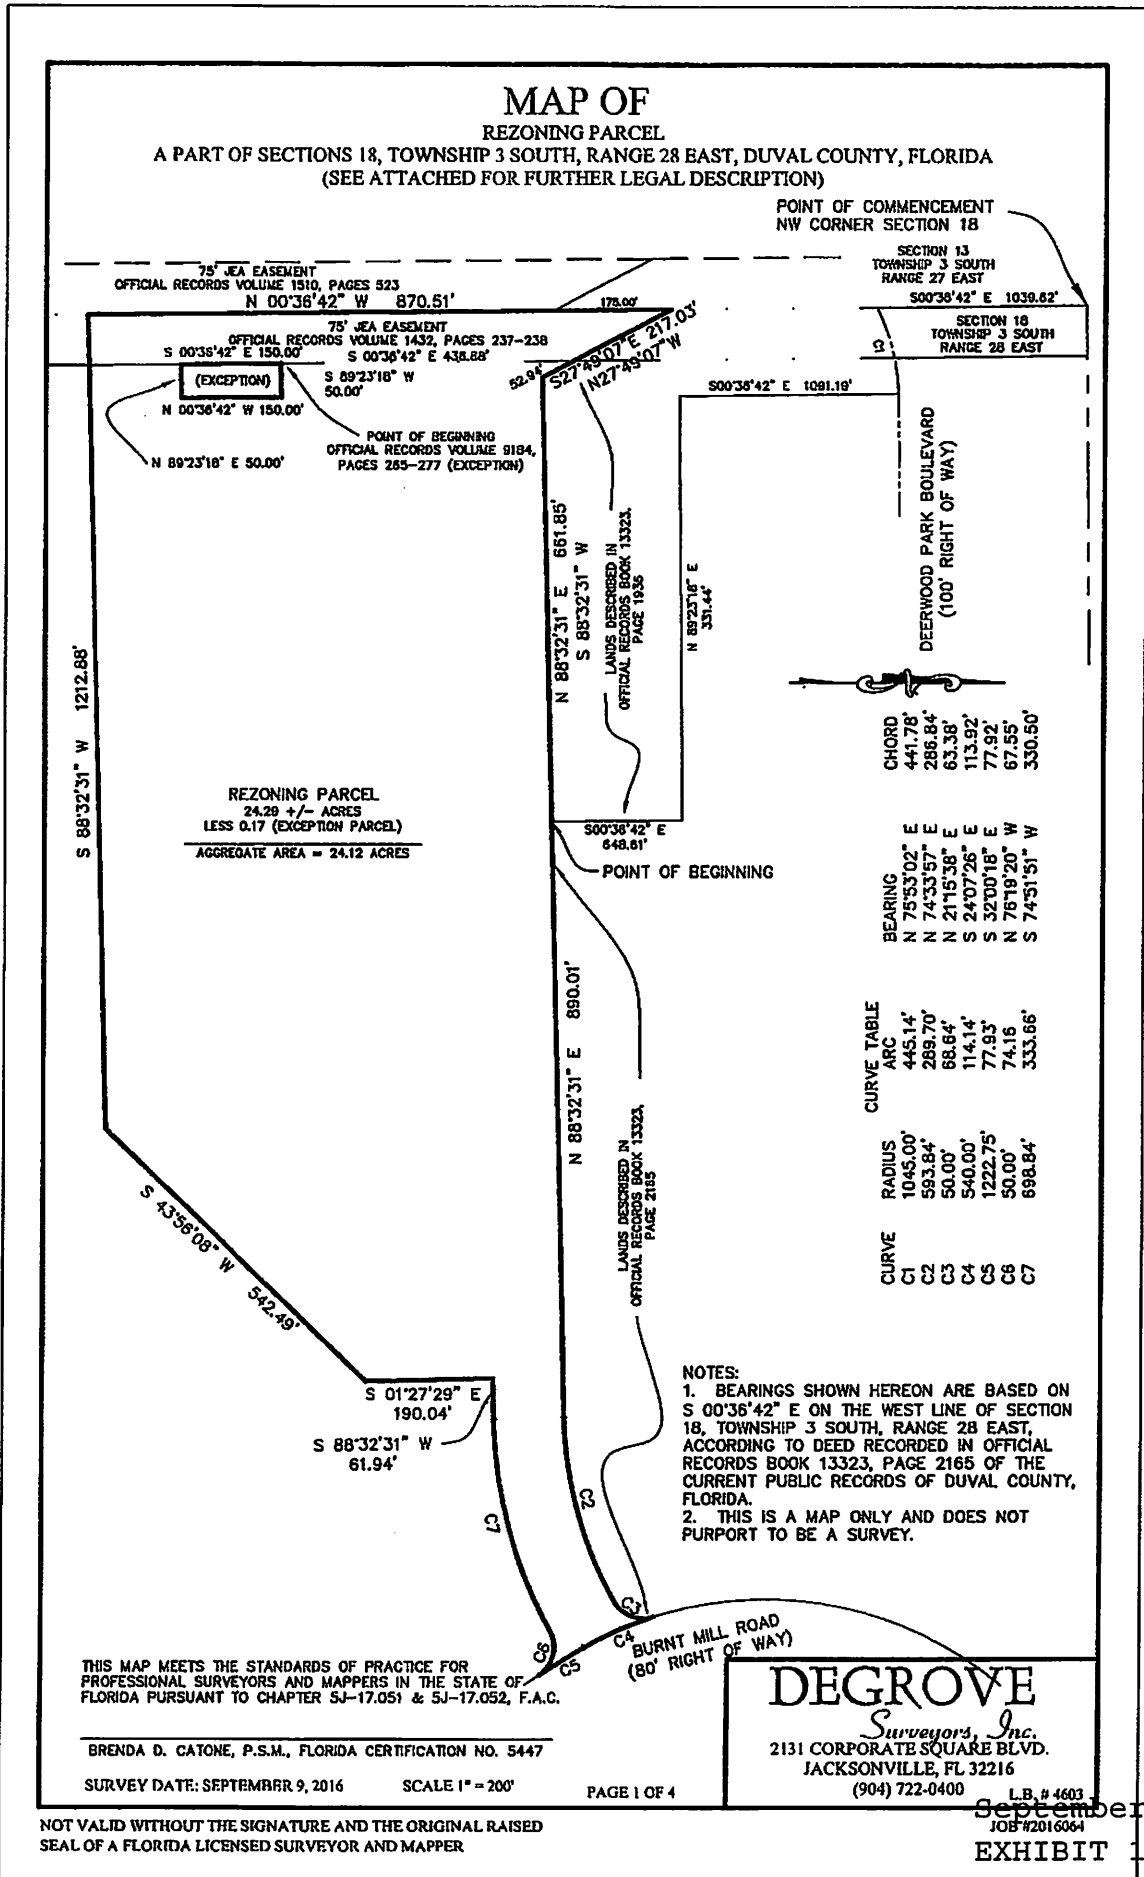 MAP OF
REZONING PARCEL
A PART OF SECTIONS 18, TOWNSHIP 3 SOUTH, RANGE 28 EAST, DUVAL COUNTY, FLORIDA
(SEE ATTACHED FOR FURTHER LEGAL DESCRIPTION)
POINT OF COMMENCEMENT
NW CORNER SECTION 18
SECTION 13
TOWNSHIP 3 SOUTH
RANGE 27 EAST
S00°36'42" E 1039.62'
SECTION 18
TOWNSHIP 3 SOUTH
RANGE 28 EAST
C1
75' JEA EASEMENT
OFFICIAL RECORDS VOLUME 1510, PAGES 523
N 00°36'42" W 870.51'
175.00'
75' JEA EASEMENT
OFFICIAL RECORDS VOLUME 1432, PAGES 237-238
S 00°36'42" E 150.00'
S 00°36'42" E 438.88'
(EXCEPTION)
S 89°23'18" W
50.00'
N 00°36'42" W 150.00'
52.94'
S27°49'07"E 217.03'
N27°49'07"W
S00°36'42" E 1091.19'
POINT OF BEGINNING
OFFICIAL RECORDS VOLUME 9184,
PAGES 265-277 (EXCEPTION)
N 89°23'18" E 50.00'
N 88°32'31" E 661.85'
S 88°32'31" W
LANDS DESCRIBED IN
OFFICIAL RECORDS BOOK 13323,
PAGE 1936
N 89°23'18" E
331.44'
DEERWOOD PARK BOULEVARD
(100' RIGHT OF WAY)
S 88°32'31" W 1212.88'
REZONING PARCEL
24.29 +/- ACRES
LESS 0.17 (EXCEPTION PARCEL)
AGGREGATE AREA = 24.12 ACRES
S00°36'42" E
648.61'
POINT OF BEGINNING
N 88°32'31" E 890.01'
LANDS DESCRIBED IN
OFFICIAL RECORDS BOOK 13323,
PAGE 2165
CURVE TABLE
CURVE RADIUS ARC BEARING CHORD
C1 1045.00' 445.14' N 75°53'02" E 441.78'
C2 593.84' 289.70' N 74°33'57" E 286.84'
C3 50.00' 68.64' N 21°15'38" E 63.38'
C4 540.00' 114.14' S 24°07'26" E 113.92'
C5 1222.75' 77.93' S 32°00'18" E 77.92'
C6 50.00' 74.16 N 76°19'20" W 67.55'
C7 698.84' 333.66' S 74°51'51" W 330.50'
S 43°56'08" W 542.49'
S 01°27'29" E
190.04'
S 88°32'31" W
61.94'
C7
C2
C3
C4
C5
C6
BURNT MILL ROAD
(80' RIGHT OF WAY)
NOTES:
1. BEARINGS SHOWN HEREON ARE BASED ON
S 00°36'42" E ON THE WEST LINE OF SECTION
18, TOWNSHIP 3 SOUTH, RANGE 28 EAST,
ACCORDING TO DEED RECORDED IN OFFICIAL
RECORDS BOOK 13323, PAGE 2165 OF THE
CURRENT PUBLIC RECORDS OF DUVAL COUNTY,
FLORIDA.
2. THIS IS A MAP ONLY AND DOES NOT
PURPORT TO BE A SURVEY.
THIS MAP MEETS THE STANDARDS OF PRACTICE FOR
PROFESSIONAL SURVEYORS AND MAPPERS IN THE STATE OF
FLORIDA PURSUANT TO CHAPTER 5J-17.051 & 5J-17.052, F.A.C.
BRENDA D. CATONE, P.S.M., FLORIDA CERTIFICATION NO. 5447
SURVEY DATE: SEPTEMBER 9, 2016 SCALE 1" = 200'
PAGE 1 OF 4
DEGROVE
Surveyors, Inc.
2131 CORPORATE SQUARE BLVD.
JACKSONVILLE, FL 32216
(904) 722-0400
L.B. # 4603
September
JOB #2016064
EXHIBIT 1
NOT VALID WITHOUT THE SIGNATURE AND THE ORIGINAL RAISED
SEAL OF A FLORIDA LICENSED SURVEYOR AND MAPPER